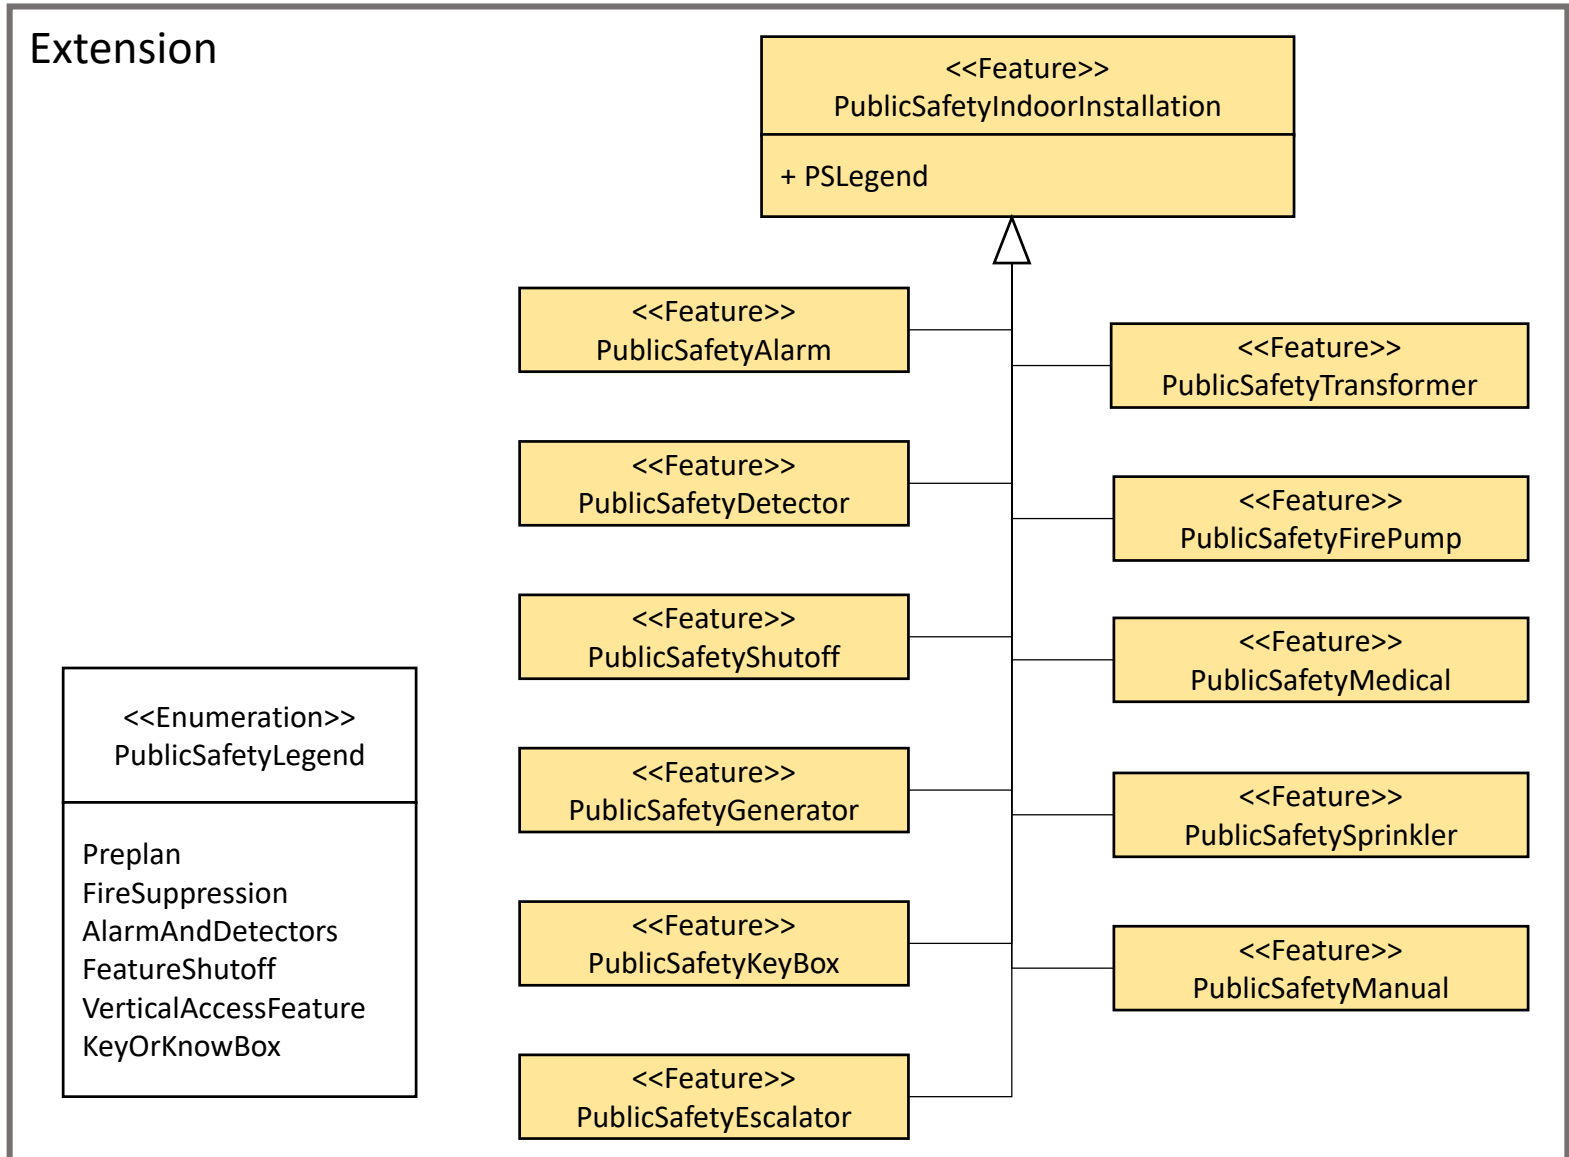 Extension
<<Feature>>
PublicSafetyIndoorInstallation
+ PSLegend
<<Feature>>
PublicSafetyAlarm
<<Feature>>
PublicSafetyTransformer
<<Feature>>
PublicSafetyDetector
<<Feature>>
PublicSafetyFirePump
<<Feature>>
PublicSafetyShutoff
<<Feature>>
PublicSafetyMedical
<<Enumeration>>
PublicSafetyLegend
Preplan
FireSuppression
AlarmAndDetectors
FeatureShutoff
VerticalAccessFeature
KeyOrKnowBox
<<Feature>>
PublicSafetyGenerator
<<Feature>>
PublicSafetySprinkler
<<Feature>>
PublicSafetyKeyBox
<<Feature>>
PublicSafetyManual
<<Feature>>
PublicSafetyEscalator